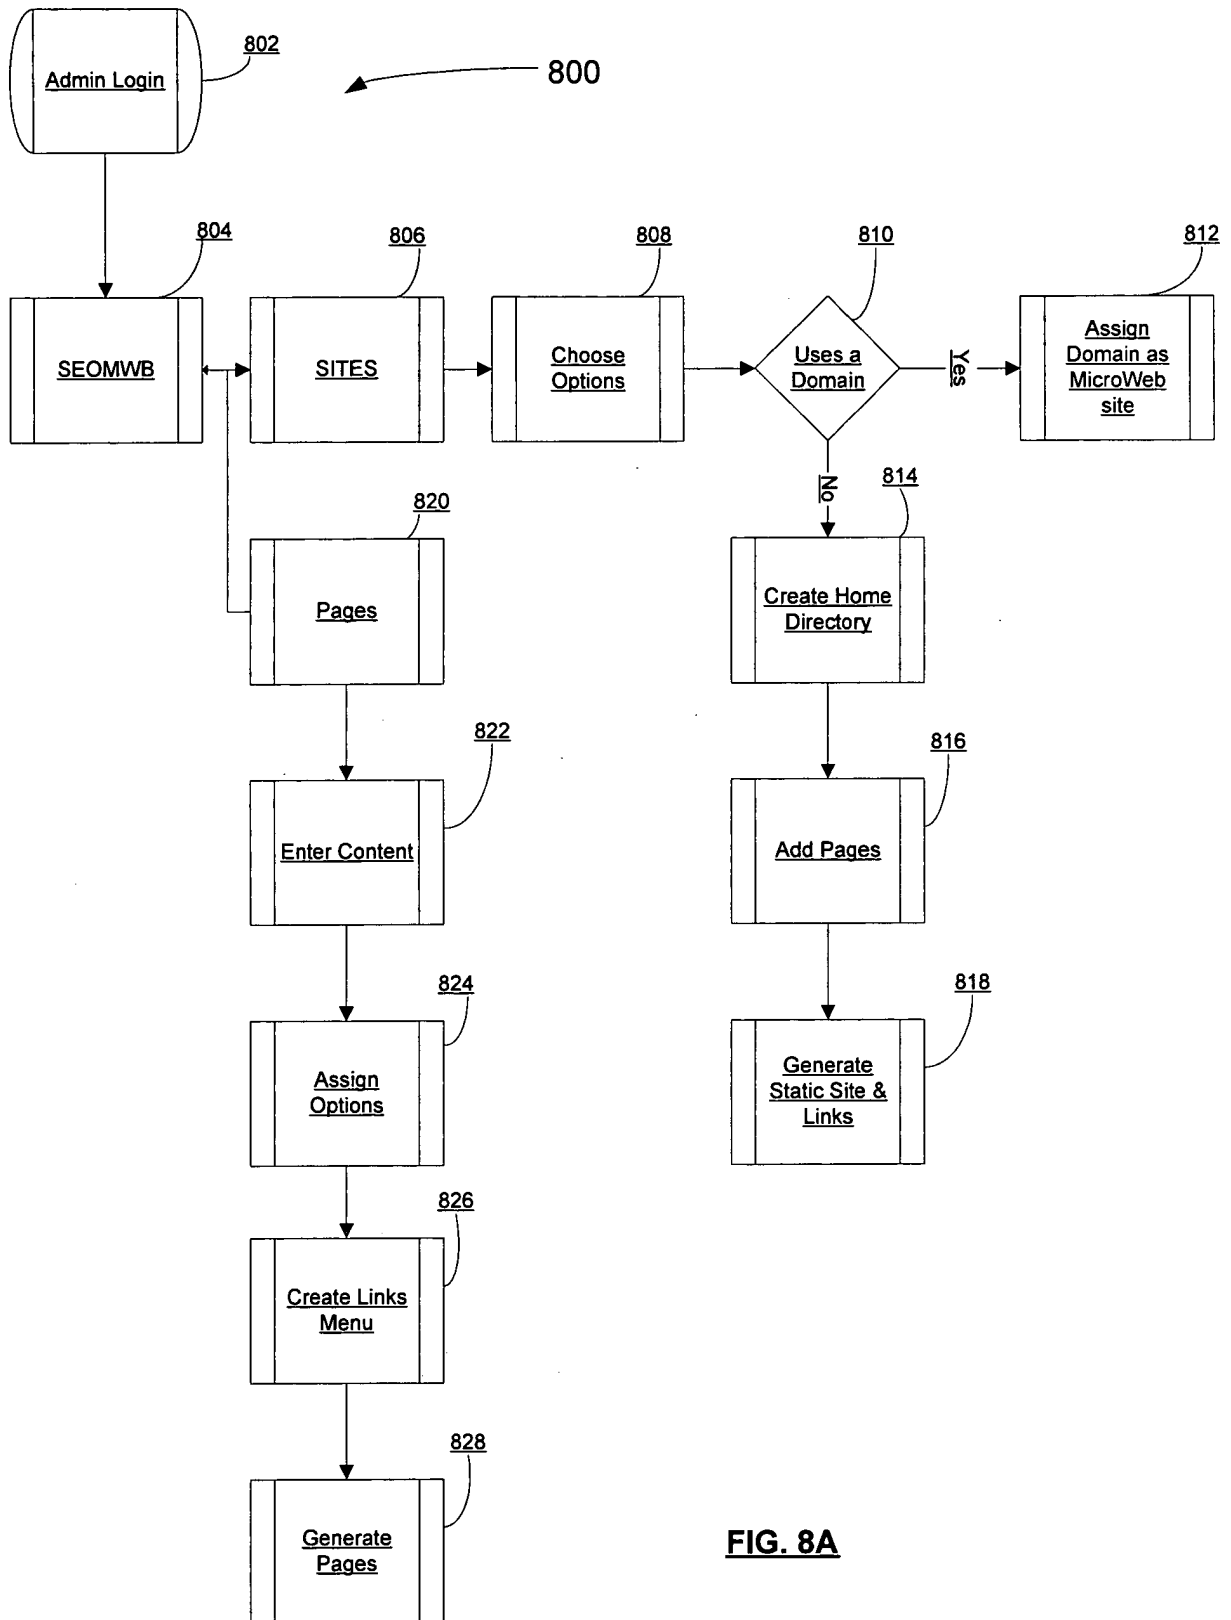 802
Admin Login
800
804
806
808
810
812
SEOMWB
SITES
Choose
Options
Uses a
Domain
Yes
Assign
Domain as
MicroWeb
site
No
814
820
Pages
Create Home
Directory
822
816
Enter Content
Add Pages
824
818
Assign
Options
Generate
Static Site &
Links
826
Create Links
Menu
828
Generate
Pages
FIG. 8A